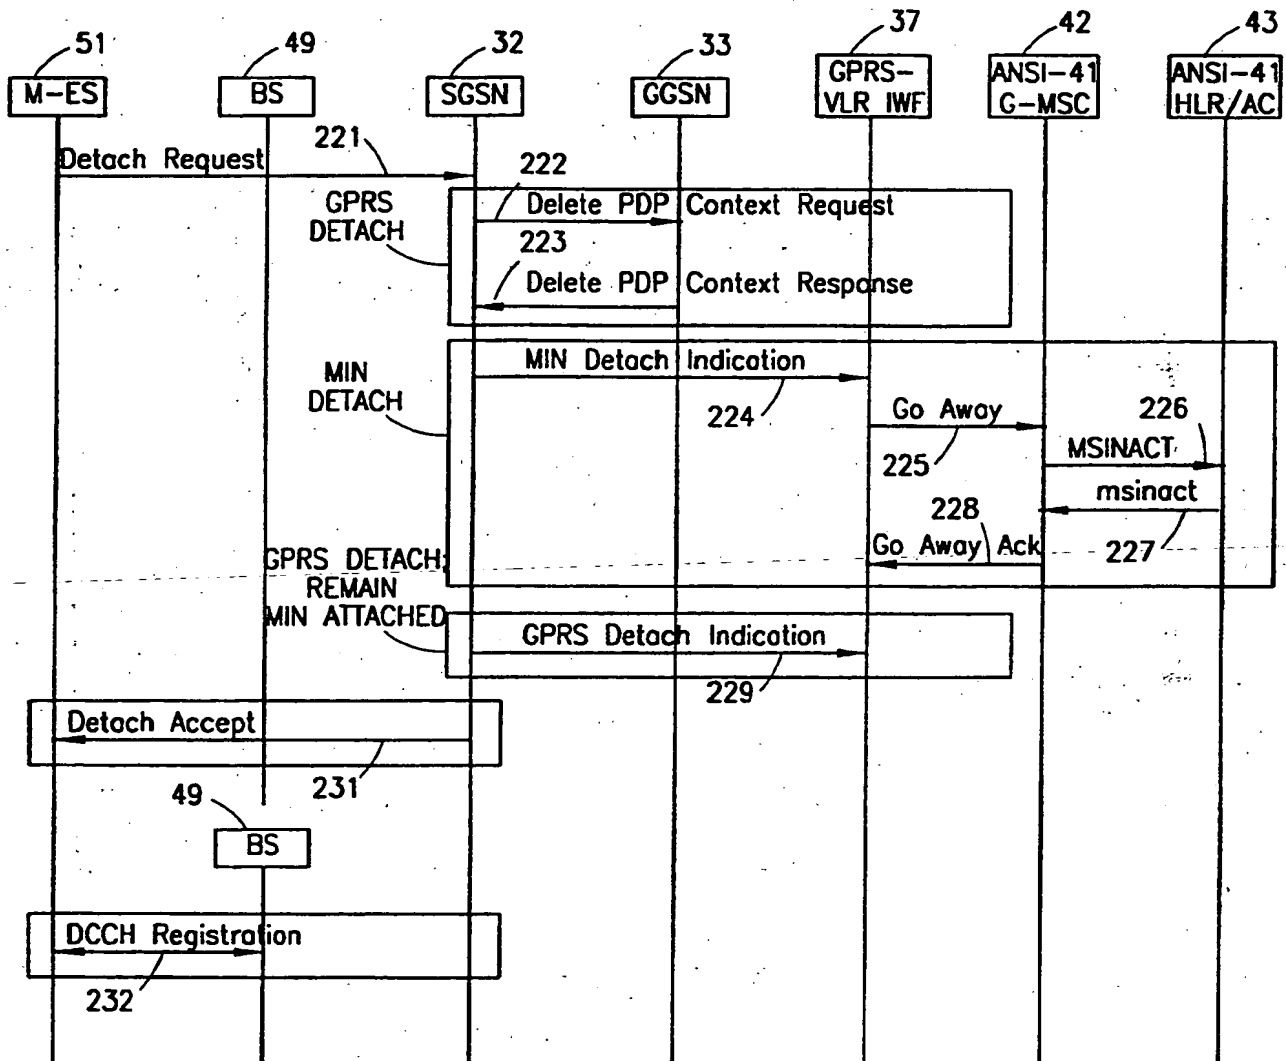 51
49
32
33
37
42
43
M-ES
BS
SGSN
GGSN
GPRS-
VLR IWF
ANSI-41
G-MSC
ANSI-41
HLR/AC
221
Detach Request
222
GPRS
DETACH
Delete PDP Context Request
223
Delete PDP Context Response
MIN
DETACH
MIN Detach Indication
224
Go Away
225
226
MSINACT
msinact
227
228
Go Away Ack
GPRS DETACH;
REMAIN
MIN ATTACHED
GPRS Detach Indication
229
Detach Accept
231
49
BS
DCCH Registration
232